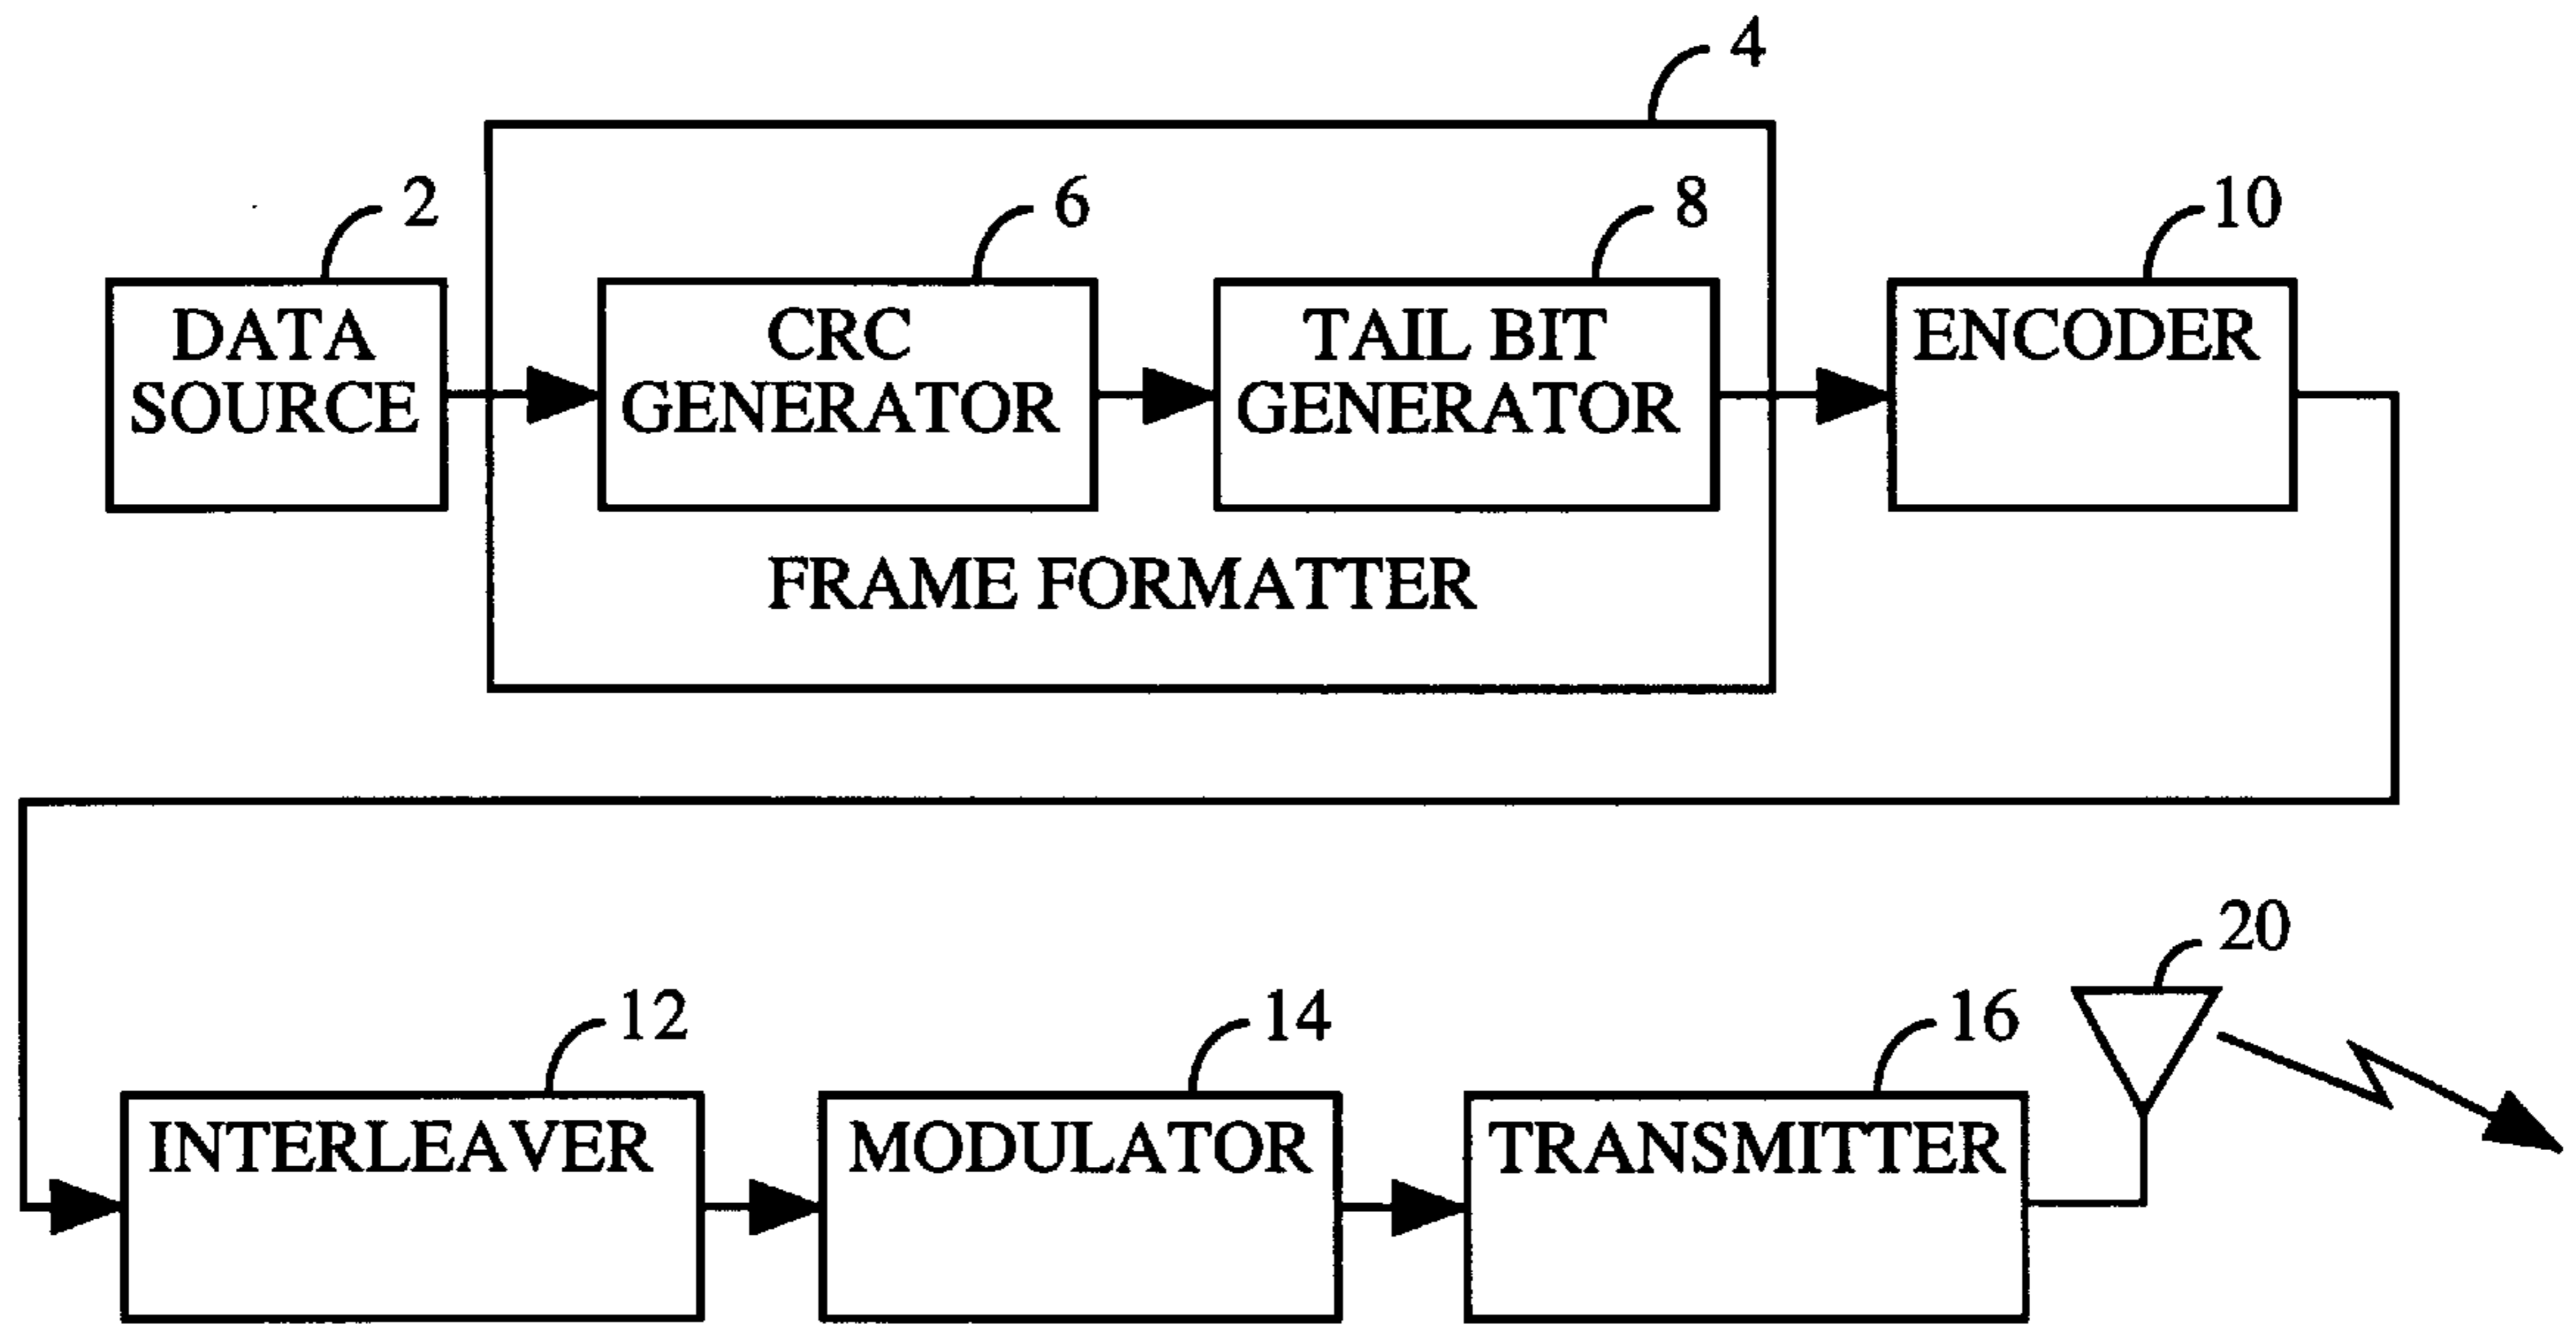 4
2
6
8
10
DATA
SOURCE
CRC
GENERATOR
TAIL BIT
GENERATOR
ENCODER
FRAME FORMATTER
20
12
14
16
INTERLEAVER
MODULATOR
TRANSMITTER